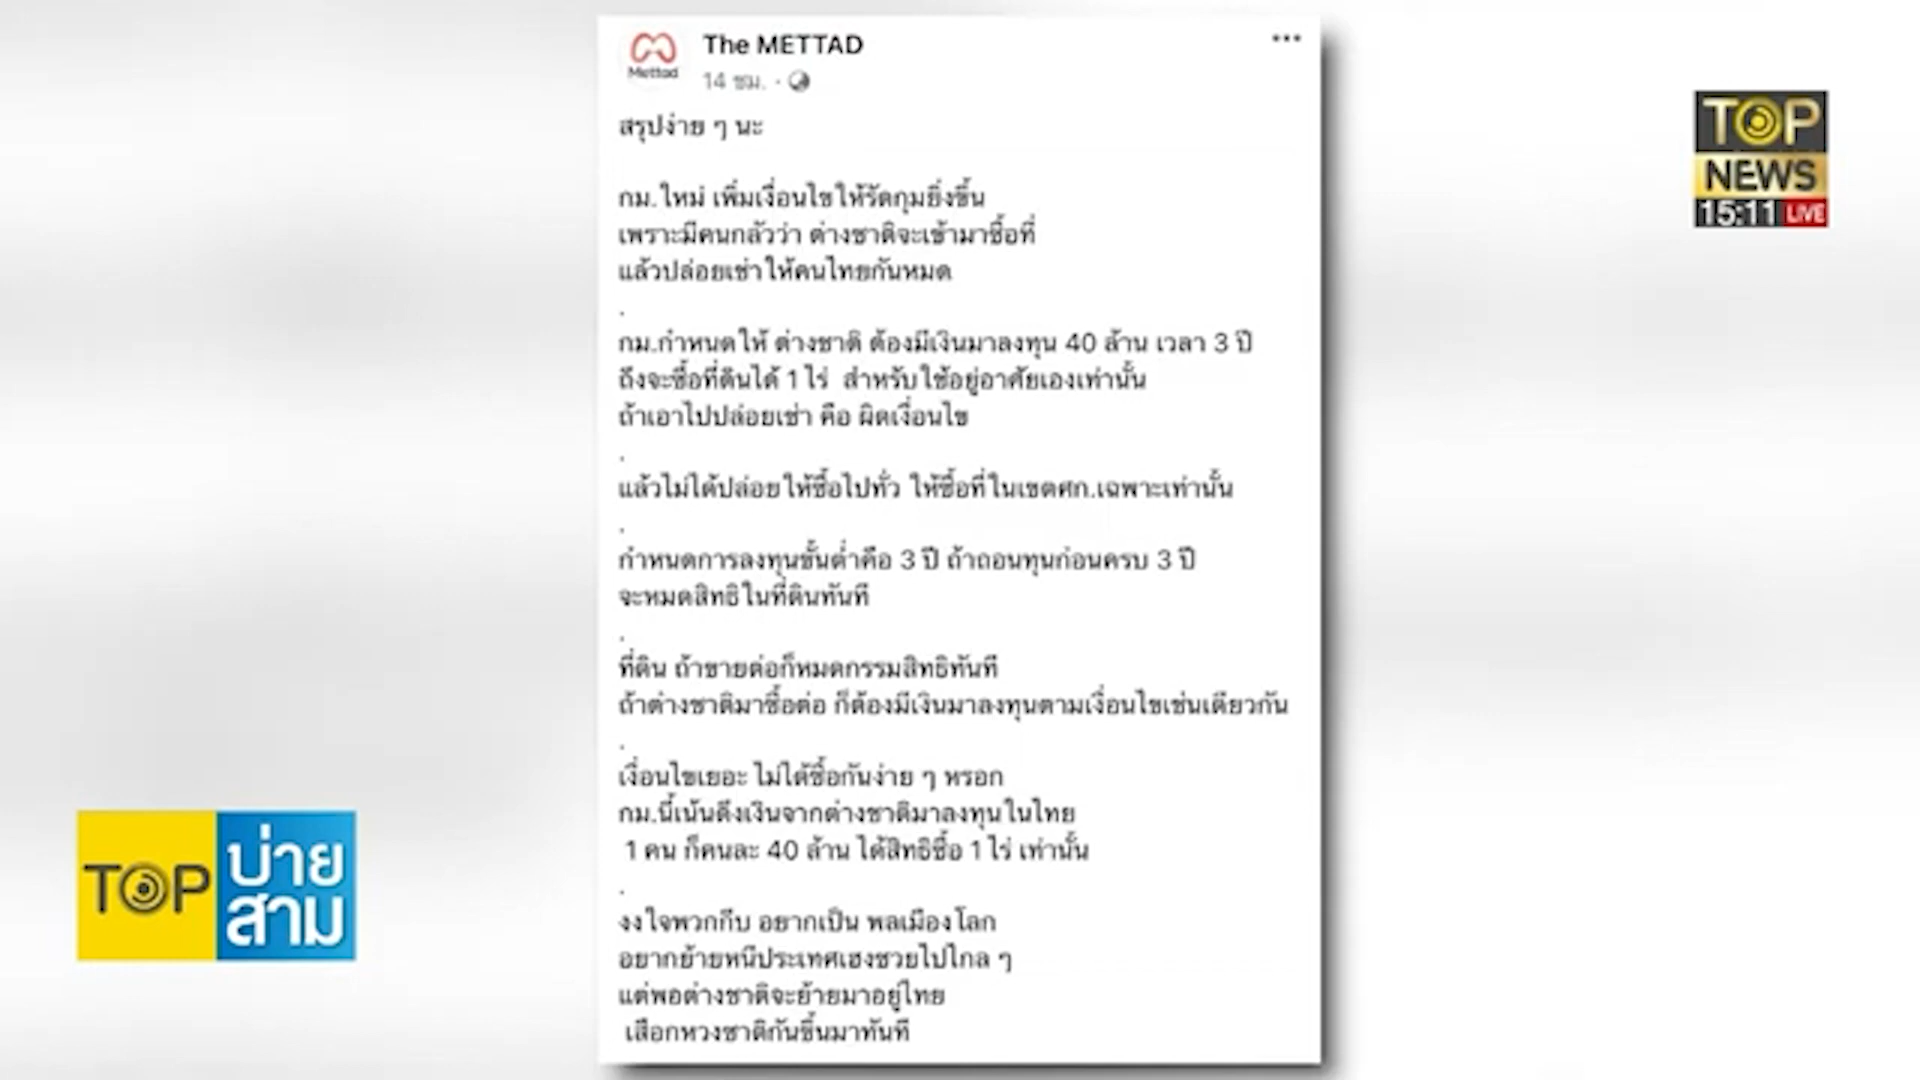 The METTAD
Mettad
14 ชม. ·
สรุปง่าย ๆ นะ
กม.ใหม่ เพิ่มเงื่อนไขให้รัดกุมยิ่งขึ้น
เพราะมีคนกลัวว่า ต่างชาติจะเข้ามาซื้อที่
แล้วปล่อยเช่าให้คนไทยกันหมด
.
กม.กำหนดให้ ต่างชาติ ต้องมีเงินมาลงทุน 40 ล้าน เวลา 3 ปี
ถึงจะซื้อที่ดินได้ 1 ไร่ สำหรับใช้อยู่อาศัยเองเท่านั้น
ถ้าเอาไปปล่อยเช่า คือ ผิดเงื่อนไข
.
แล้วไม่ได้ปล่อยให้ซื้อไปทั่ว ให้ซื้อที่ในเขตศก.เฉพาะเท่านั้น
.
กำหนดการลงทุนขั้นต่ำคือ 3 ปี ถ้าถอนทุนก่อนครบ 3 ปี
จะหมดสิทธิในที่ดินทันที
.
ที่ดิน ถ้าขายต่อก็หมดกรรมสิทธิทันที
ถ้าต่างชาติมาซื้อต่อ ก็ต้องมีเงินมาลงทุนตามเงื่อนไขเช่นเดียวกัน
.
เงื่อนไขเยอะ ไม่ได้ซื้อกันง่าย ๆ หรอก
กม.นี้เน้นดึงเงินจากต่างชาติมาลงทุนในไทย
1 คน ก็คนละ 40 ล้าน ได้สิทธิซื้อ 1 ไร่ เท่านั้น
.
งงใจพวกกีบ อยากเป็น พลเมืองโลก
อยากย้ายหนีประเทศเฮงซวยไปไกล ๆ
แต่พอต่างชาติจะย้ายมาอยู่ไทย
เสือกหวงชาติกันขึ้นมาทันที
TOP
NEWS
15:11 LIVE
TOP บ่าย
สาม